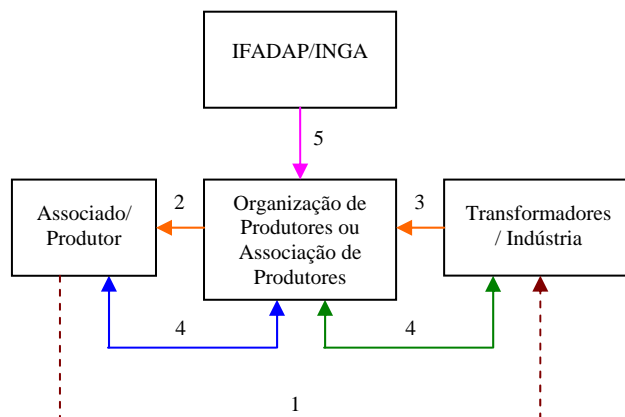 IFADAP/INGA
5
Associado/
Produtor
2
Organização de
Produtores ou
Associação de
Produtores
3
Transformadores
/ Indústria
4
4
1